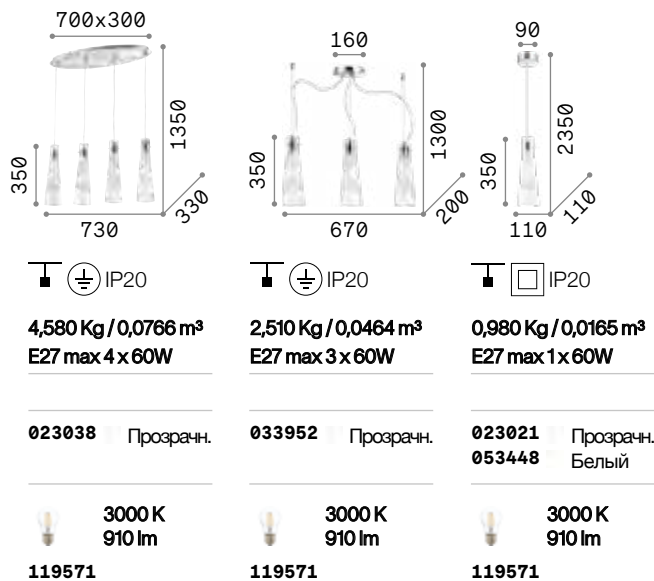 700x300
350
1350
330
730
IP20
4,580 Kg / 0,0766 m³
E27 max 4 x 60W
023038 Прозрачн.
3000 K
910 lm
119571
160
350
1300
200
670
IP20
2,510 Kg / 0,0464 m³
E27 max 3 x 60W
033952 Прозрачн.
3000 K
910 lm
119571
90
350
2350
110
110
IP20
0,980 Kg / 0,0165 m³
E27 max 1 x 60W
023021 Прозрачн.
053448 Белый
3000 K
910 lm
119571